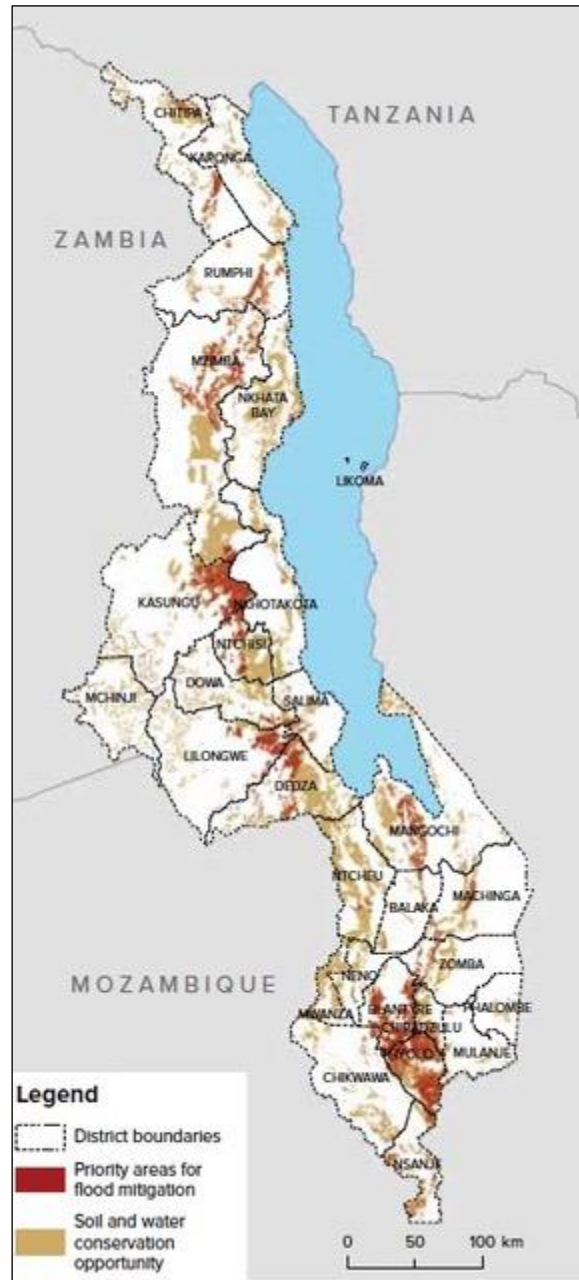 TANZANIA
CHITIPA
KARONGA
ZAMBIA
RUMPHI
MZIMBA
NKHATA
BAY
LIKOMA
KASUNGU
NKHOTAKOTA
NTCHISI
DOWA
MCHINJI
SALIMA
LILONGWE
DEDZA
MANGOCHI
NTCHEU
MACHINGA
BALAKA
ZOMBA
NENO
MOZAMBIQUE
PHALOMBE
MWANZA
BLANTYRE
CHIRADZULU
THYOLO
MULANJE
CHIKWAWA
NSANJE
Legend
District boundaries
Priority areas for
flood mitigation
Soil and water
conservation
opportunity
0 50 100 km